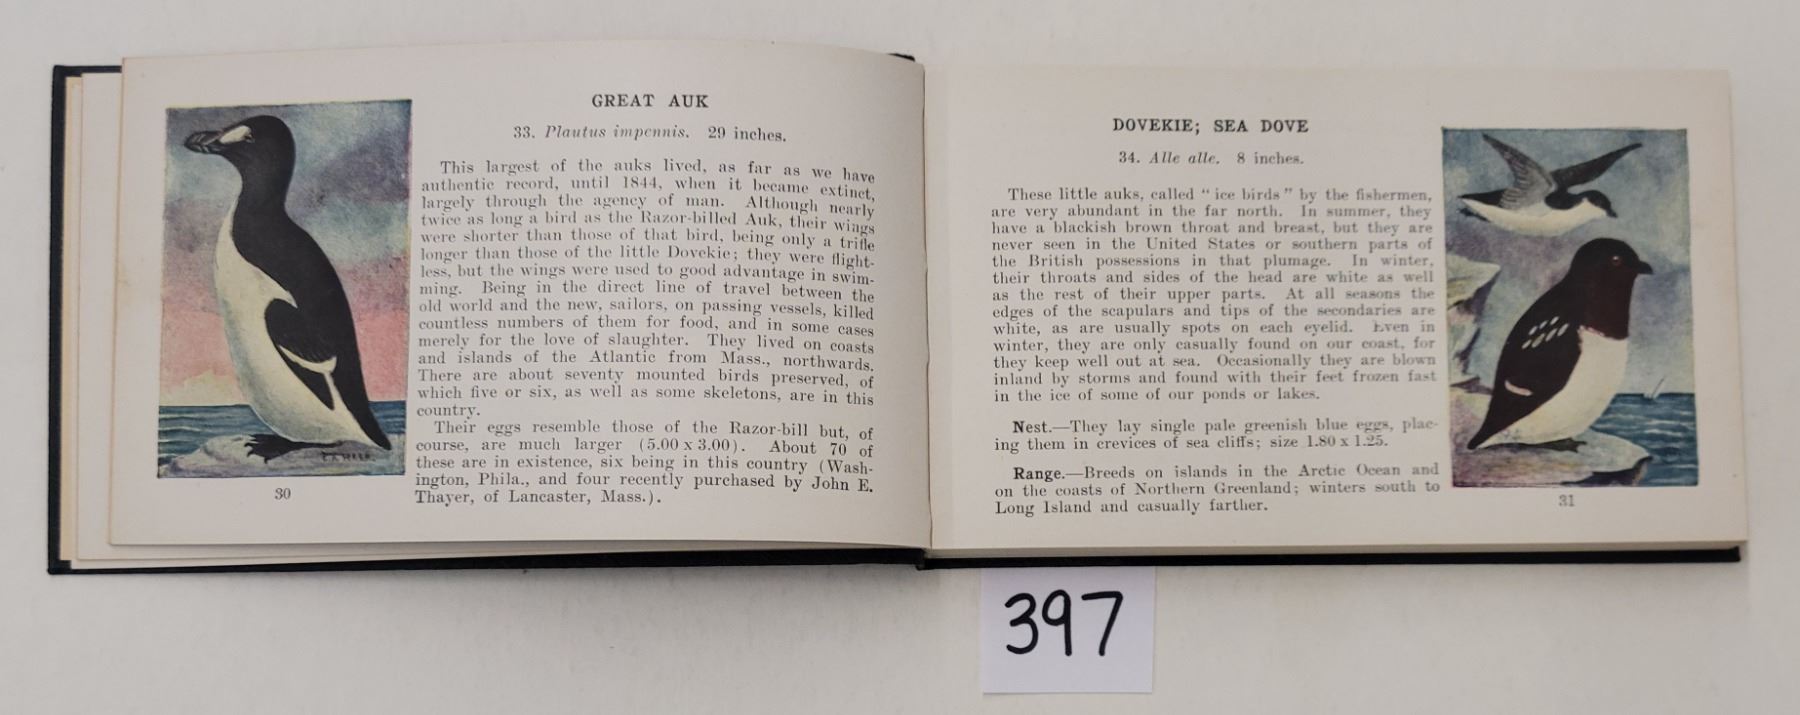 GREAT AUK
33. Plautus impennis. 29 inches.
This largest of the auks lived, as far as we have
authentic record, until 1844, when it became extinct,
largely through the agency of man. Although nearly
twice as long a bird as the Razor-billed Auk, their wings
were shorter than those of that bird, being only a trifle
longer than those of the little Dovekie; they were flight-
less, but the wings were used to good advantage in swim-
ming. Being in the direct line of travel between the
old world and the new, sailors, on passing vessels, killed
countless numbers of them for food, and in some cases
merely for the love of slaughter. They lived on coasts
and islands of the Atlantic from Mass., northwards.
There are about seventy mounted birds preserved, of
which five or six, as well as some skeletons, are in this
country.
Their eggs resemble those of the Razor-bill but, of
course, are much larger (5.00 x 3.00). About 70 of
these are in existence, six being in this country (Wash-
ington, Phila., and four recently purchased by John E.
Thayer, of Lancaster, Mass.).
30
DOVEKIE; SEA DOVE
34. Alle alle. 8 inches.
These little auks, called "ice birds" by the fishermen,
are very abundant in the far north. In summer, they
have a blackish brown throat and breast, but they are
never seen in the United States or southern parts of
the British possessions in that plumage. In winter,
their throats and sides of the head are white as well
as the rest of their upper parts. At all seasons the
edges of the scapulars and tips of the secondaries are
white, as are usually spots on each eyelid. Even in
winter, they are only casually found on our coast, for
they keep well out at sea. Occasionally they are blown
inland by storms and found with their feet frozen fast
in the ice of some of our ponds or lakes.
Nest.—They lay single pale greenish blue eggs, plac-
ing them in crevices of sea cliffs; size 1.80 x 1.25.
Range.—Breeds on islands in the Arctic Ocean and
on the coasts of Northern Greenland; winters south to
Long Island and casually farther.
31
397